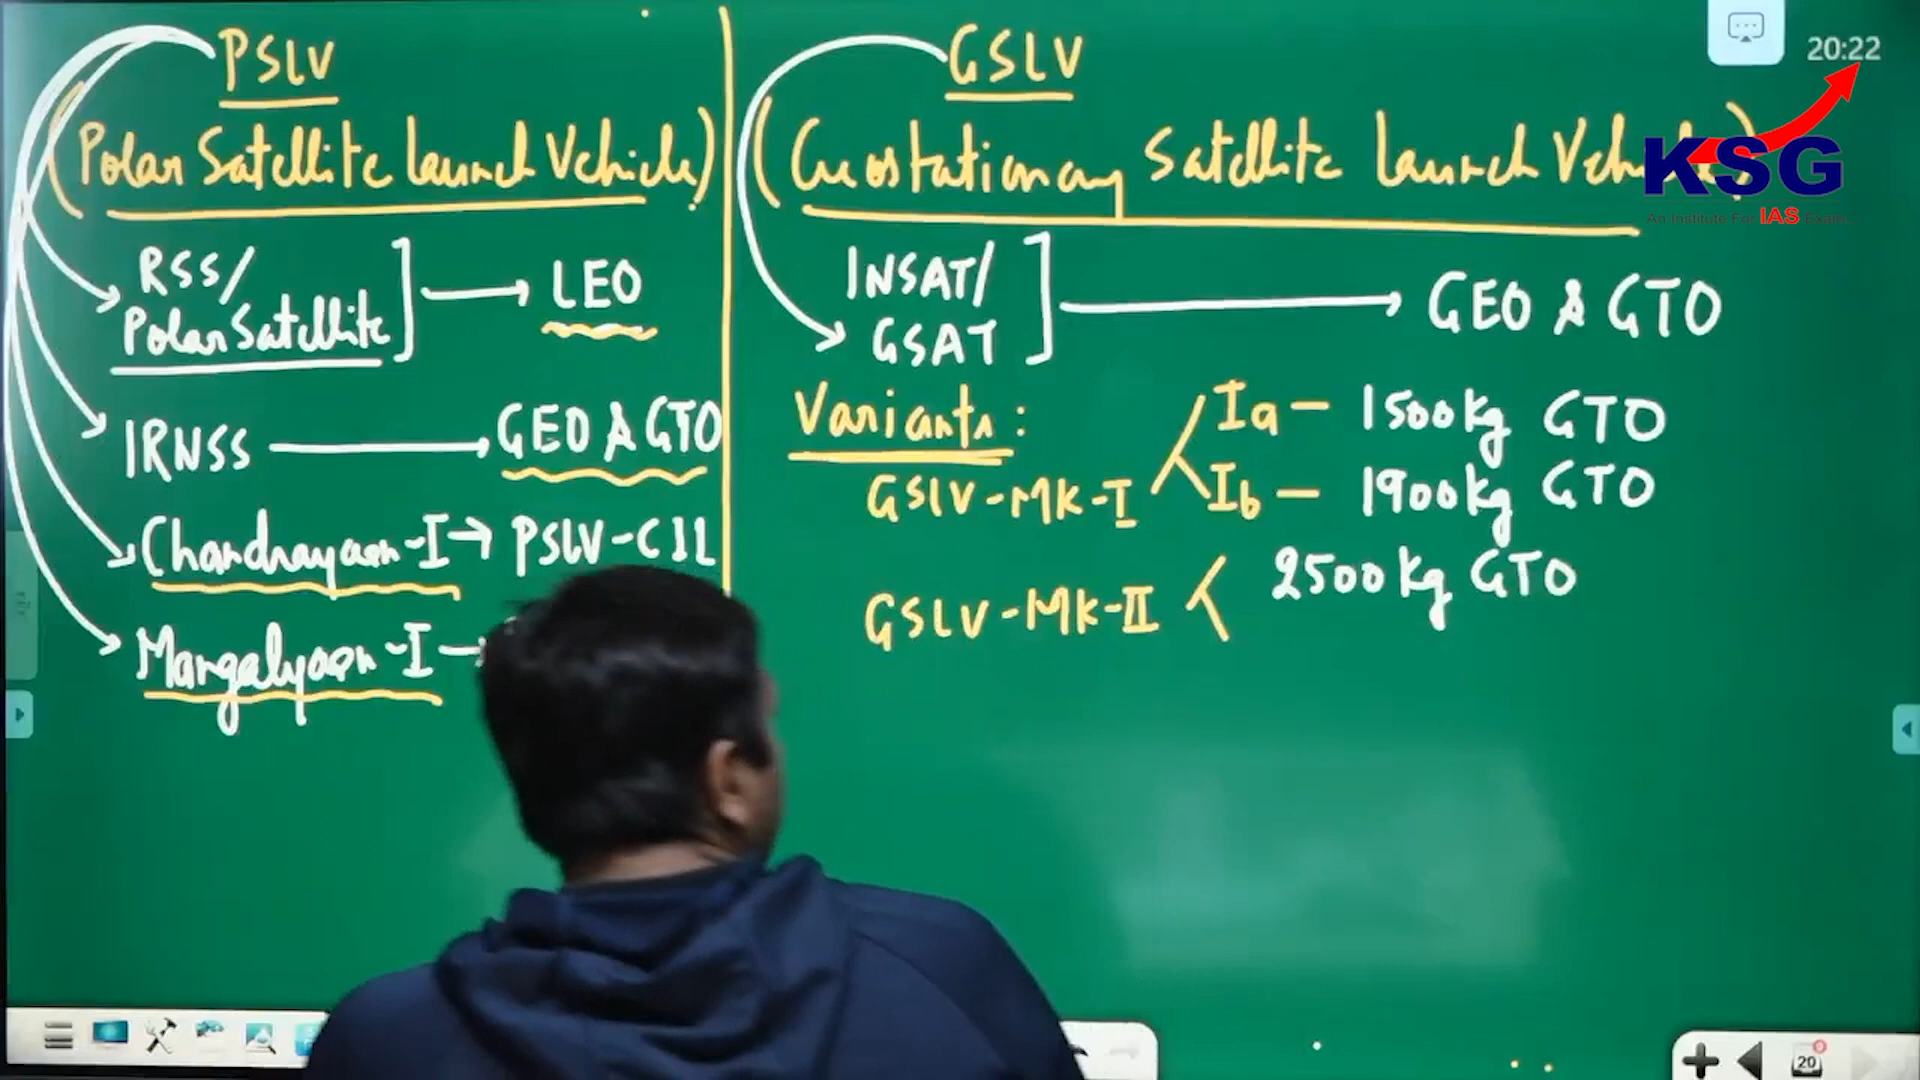 PSLV
(Polar Satellite Launch Vehicle)
RSS/
Polar Satellite
LEO
IRNSS
GEO & GTO
Chandrayaan-I → PSLV-C11
Mangalyaan-I →
GSLV
(Geostationary Satellite Launch Vehicle)
INSAT/
GSAT
GEO & GTO
Variants:
GSLV-MK-I
Ia - 1500kg GTO
Ib - 1900kg GTO
GSLV-MK-II
2500kg GTO
20:22
KSG
An Institute For IAS Exam
20